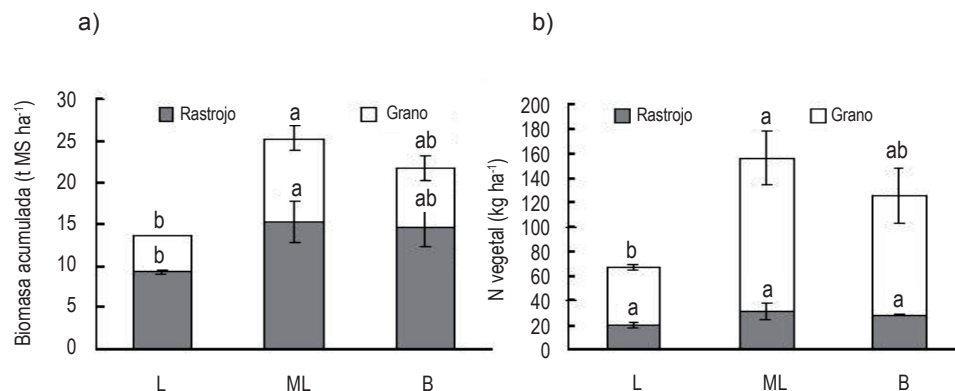 a)
Biomasa acumulada (t MS ha⁻¹)
30
25
20
15
10
5
0
Rastrojo
Grano
b
b
a
a
ab
ab
L
ML
B
b)
N vegetal (kg ha⁻¹)
200
180
160
140
120
100
80
60
40
20
0
Rastrojo
Grano
b
a
a
a
ab
a
L
ML
B